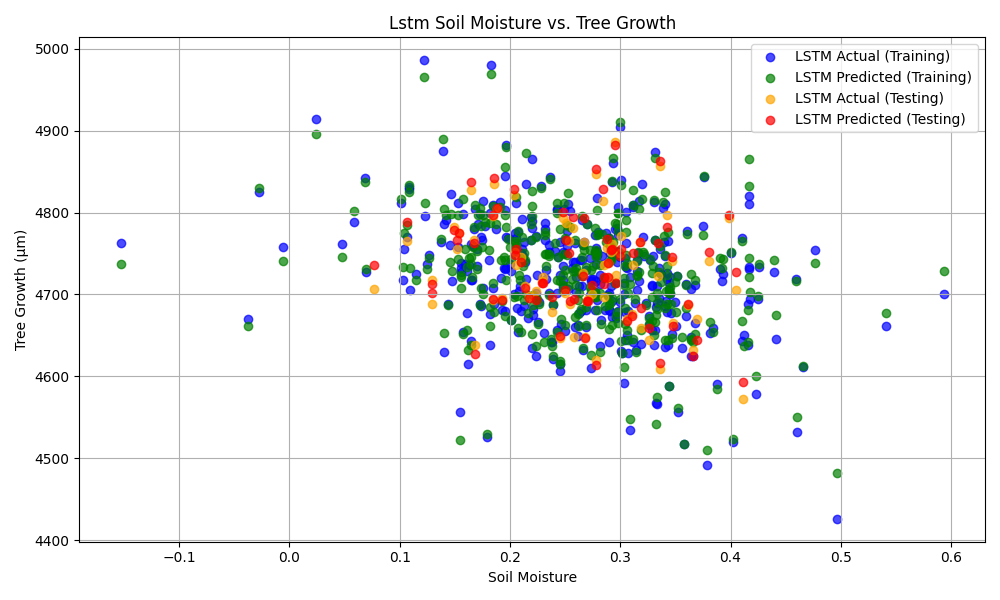 Lstm Soil Moisture vs. Tree Growth
LSTM Actual (Training)
LSTM Predicted (Training)
LSTM Actual (Testing)
LSTM Predicted (Testing)
Tree Growth (μm)
5000
4900
4800
4700
4600
4500
4400
−0.1
0.0
0.1
0.2
0.3
0.4
0.5
0.6
Soil Moisture